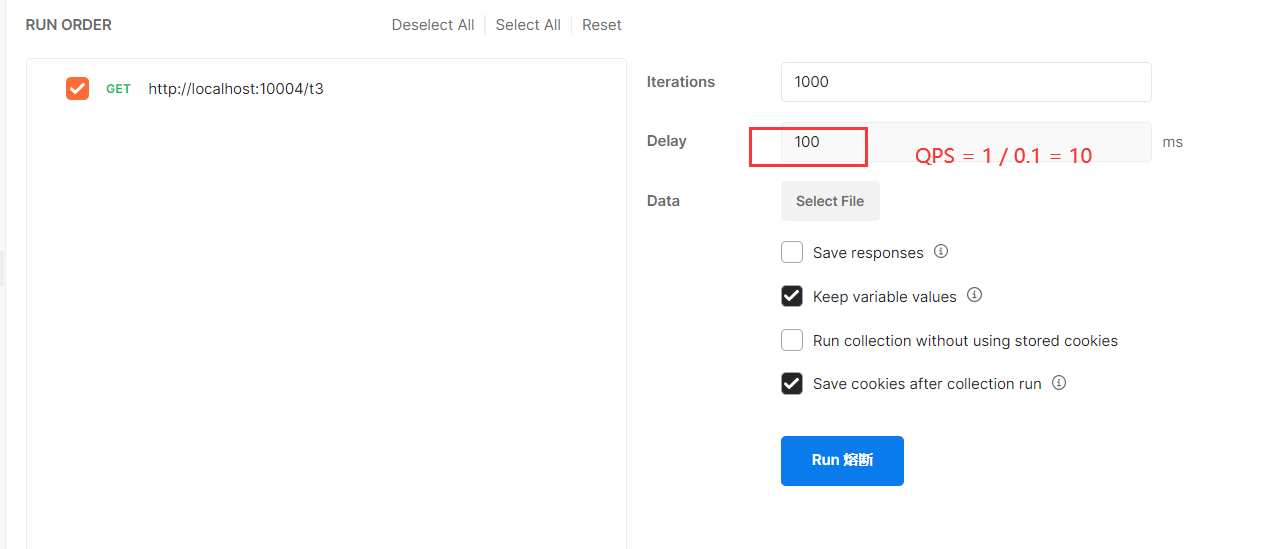 RUN ORDER
Deselect All
Select All
Reset
GET http://localhost:10004/t3
Iterations
1000
Delay
100
ms
QPS = 1 / 0.1 = 10
Data
Select File
Save responses
Keep variable values
Run collection without using stored cookies
Save cookies after collection run
Run 熔断